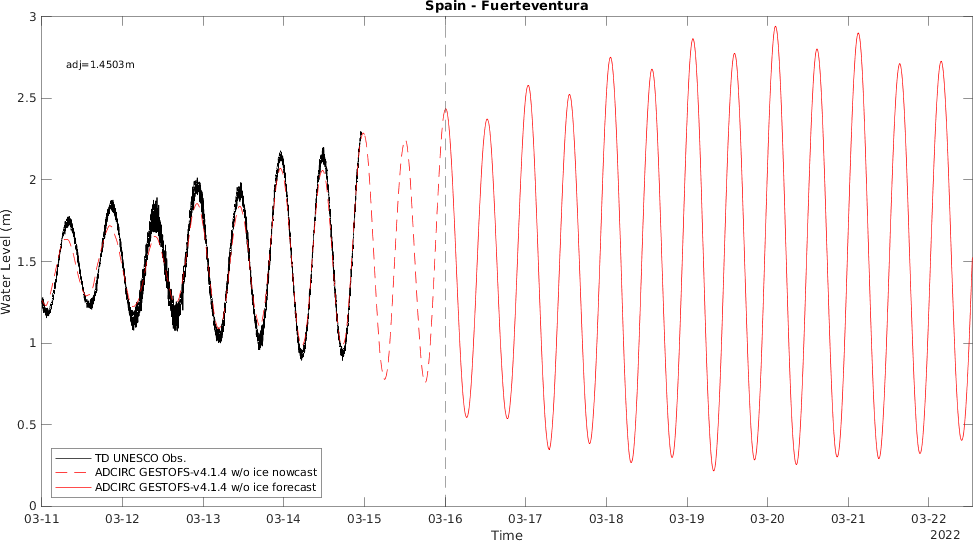 Spain - Fuerteventura
3
adj=1.4503m
2.5
2
1.5
1
0.5
0
Water Level (m)
TD UNESCO Obs.
ADCIRC GESTOFS-v4.1.4 w/o ice nowcast
ADCIRC GESTOFS-v4.1.4 w/o ice forecast
03-11 03-12 03-13 03-14 03-15 03-16 03-17 03-18 03-19 03-20 03-21 03-22
Time
2022